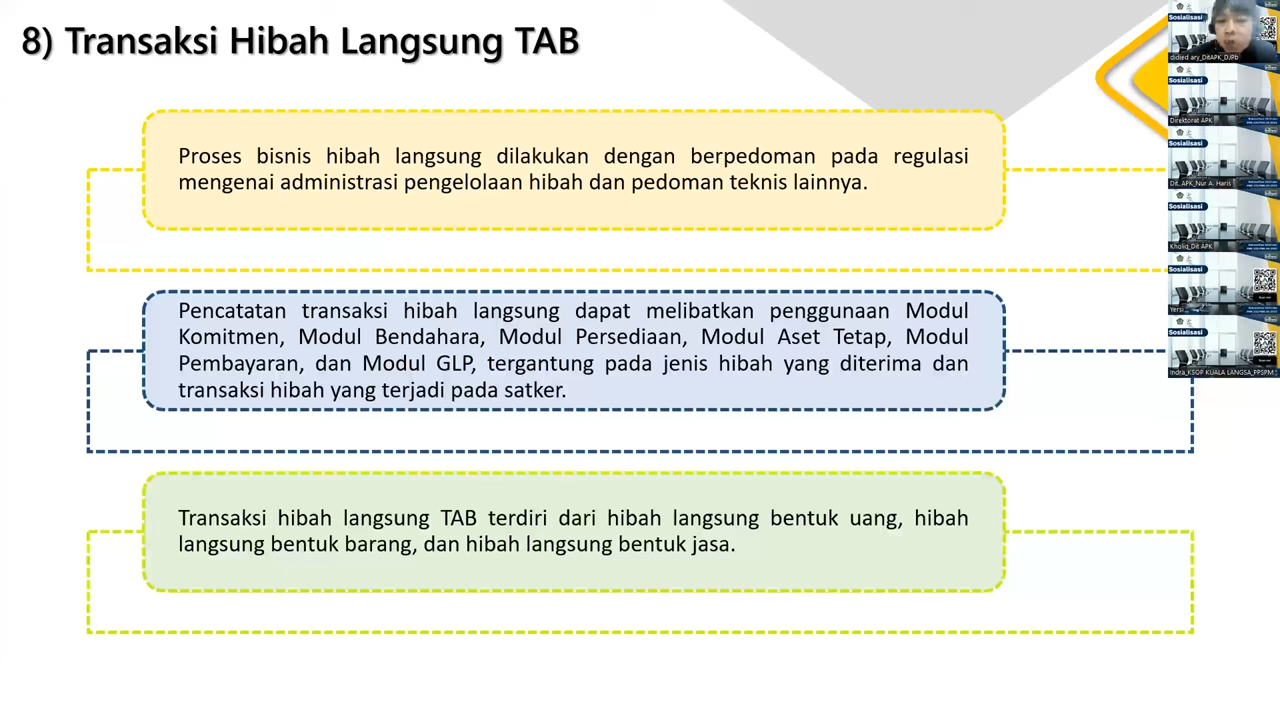 8) Transaksi Hibah Langsung TAB
Proses bisnis hibah langsung dilakukan dengan berpedoman pada regulasi
mengenai administrasi pengelolaan hibah dan pedoman teknis lainnya.
Pencatatan transaksi hibah langsung dapat melibatkan penggunaan Modul
Komitmen, Modul Bendahara, Modul Persediaan, Modul Aset Tetap, Modul
Pembayaran, dan Modul GLP, tergantung pada jenis hibah yang diterima dan
transaksi hibah yang terjadi pada satker.
Transaksi hibah langsung TAB terdiri dari hibah langsung bentuk uang, hibah
langsung bentuk barang, dan hibah langsung bentuk jasa.
Sosialisasi
didied ary_DitAPK_DJPb
Sosialisasi
Direktorat APK
Sosialisasi
Dit. APK_Nur A. Haris
Sosialisasi
Kholiq_Dit APK
Sosialisasi
Yersi
Sosialisasi
Indra_KSOP KUALA LANGSA_PPSPM